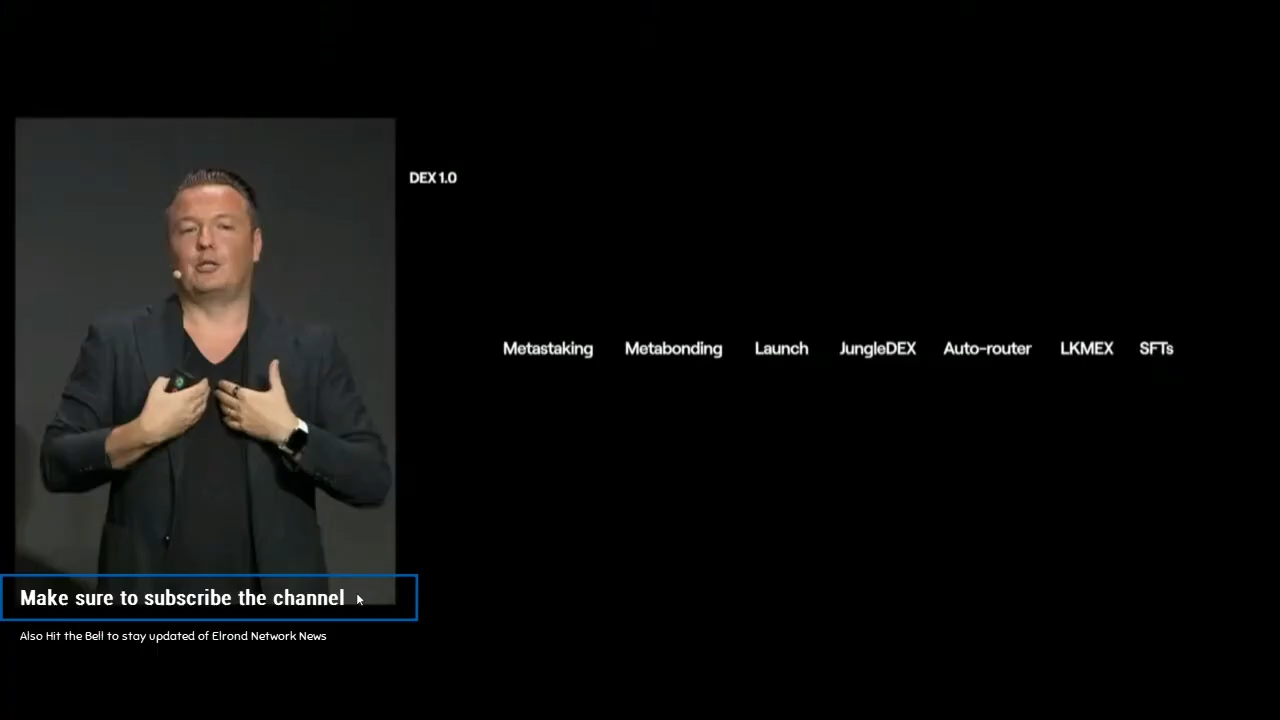 DEX 1.0
Metastaking Metabonding Launch JungleDEX Auto-router LKMEX SFTs
Make sure to subscribe the channel
Also Hit the Bell to stay updated of Elrond Network News